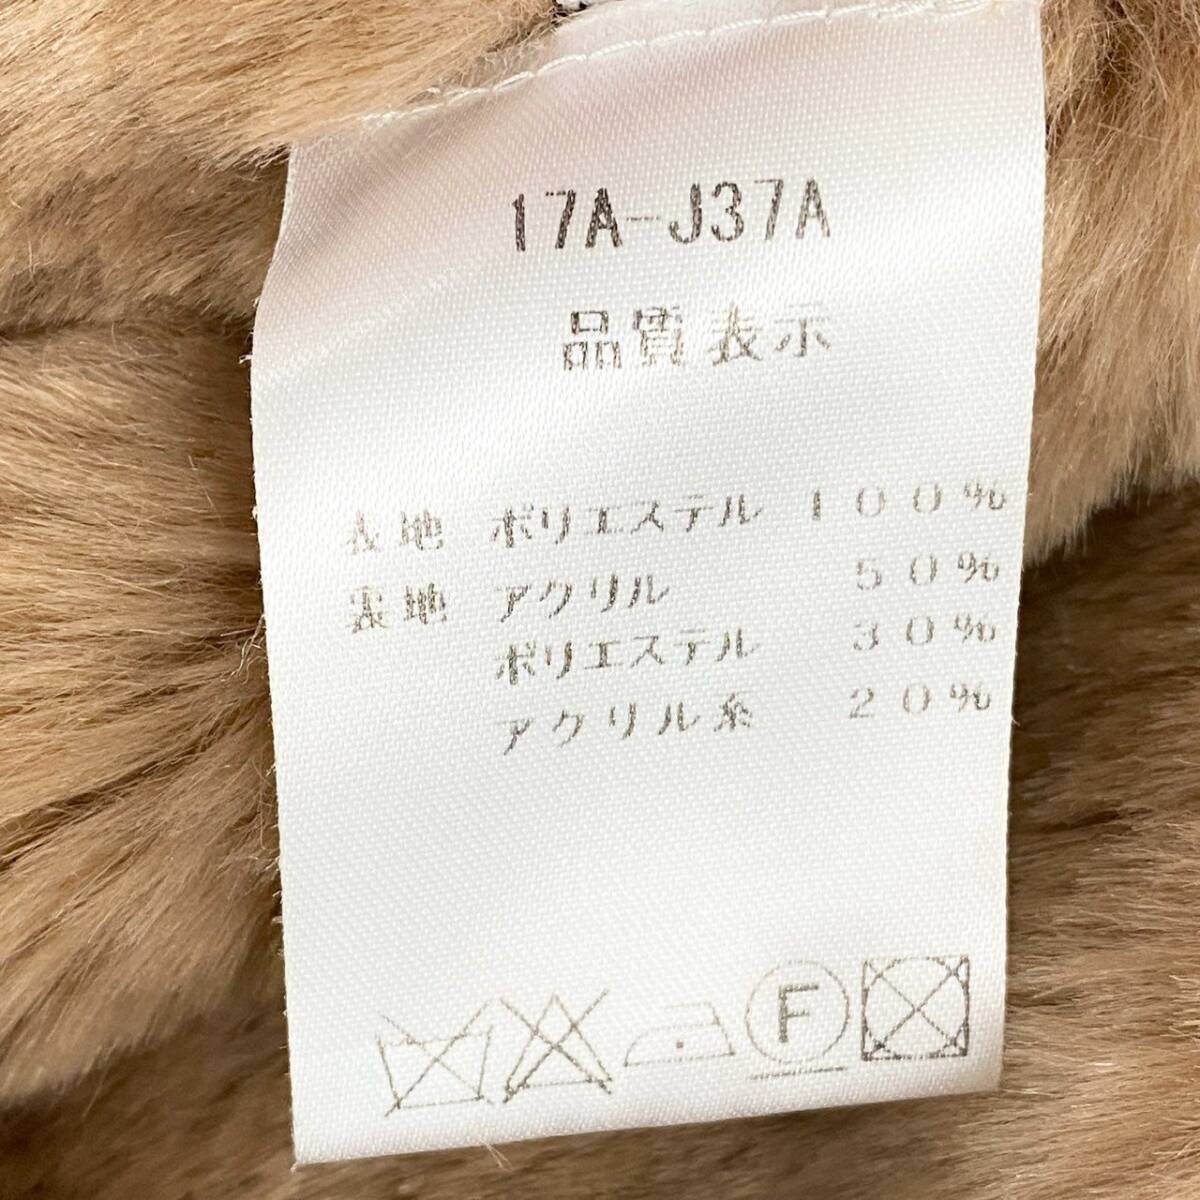 17A-J37A
品質表示
表地 ポリエステル 100%
裏地 アクリル 50%
ポリエステル 30%
アクリル糸 20%
F